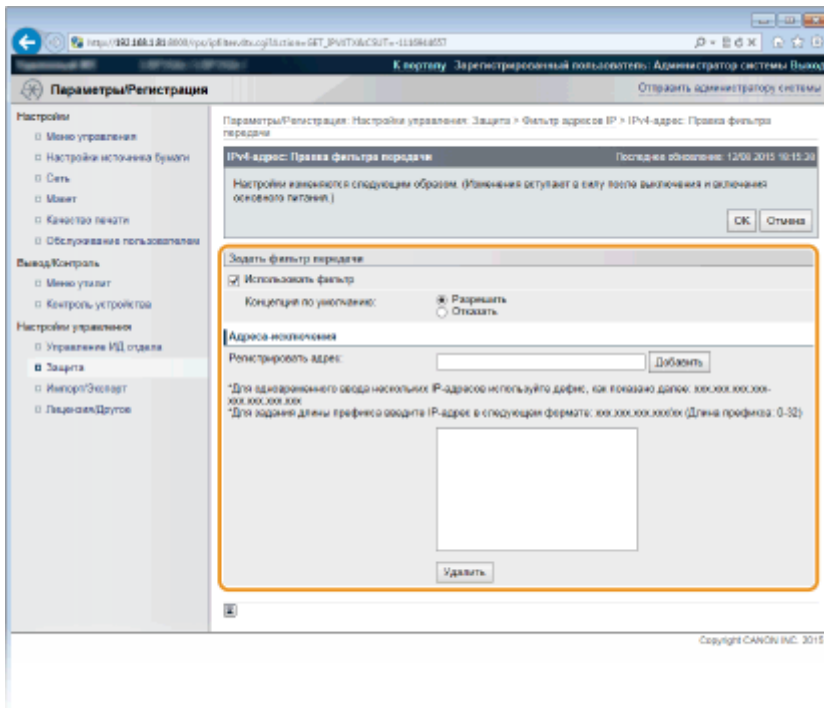 К порталу Зарегистрированный пользователь: Администратор системы Выход
Параметры/Регистрация
Отправить администратору системы
Настройки
Меню управления
Настройки источника бумаги
Сеть
Макет
Качество печати
Обслуживание пользователем
Вывод/Контроль
Меню утилит
Контроль устройства
Настройки управления
Управление ИД отдела
Защита
Импорт/Экспорт
Лицензия/Другое
Параметры/Регистрация: Настройки управления: Защита > Фильтр адресов IP > IPv4-адрес: Правка фильтра
передачи
IPv4-адрес: Правка фильтра передачи
Последнее обновление: 12/08 2015 18:15:38
Настройки изменяются следующим образом. (Изменения вступают в силу после выключения и включения
основного питания.)
OK Отмена
Задать фильтр передачи
Использовать фильтр
Концепция по умолчанию:
Разрешить
Отказать
Адреса-исключения
Регистрировать адрес:
Добавить
*Для одновременного ввода нескольких IP-адресов используйте дефис, как показано далее: xxx.xxx.xxx.xxx-
xxx.xxx.xxx.xxx
*Для задания длины префикса введите IP-адрес в следующем формате: xxx.xxx.xxx.xxx/xx (Длина префикса: 0-32)
Удалить
Copyright CANON INC. 2015